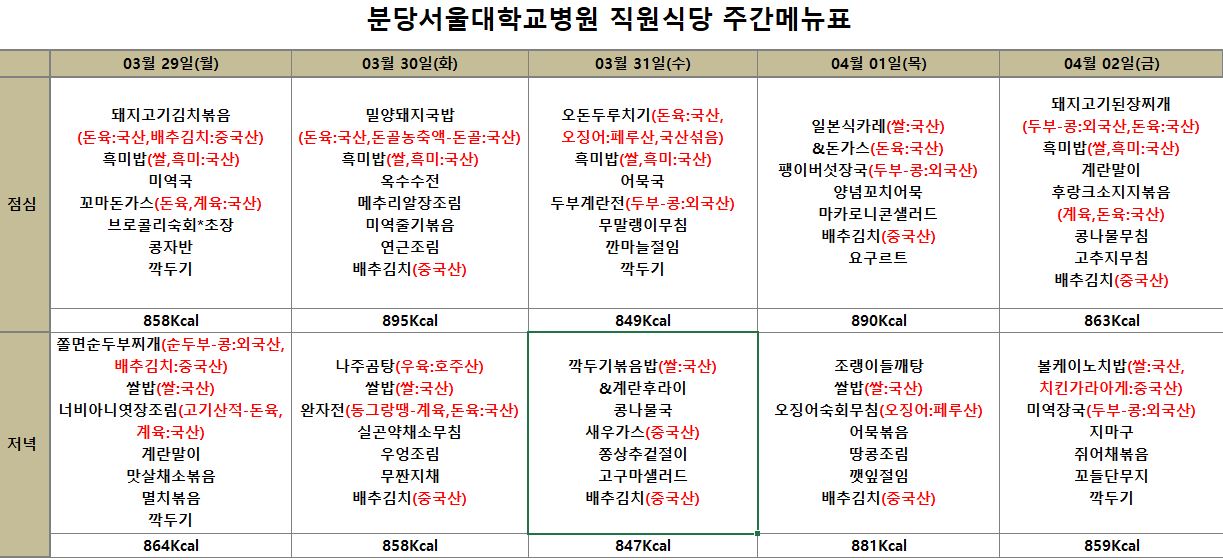 분당서울대학교병원 직원식당 주간메뉴표
03월 29일(월)
03월 30일(화)
03월 31일(수)
04월 01일(목)
04월 02일(금)
점심
돼지고기김치볶음
(돈육:국산,배추김치:중국산)
흑미밥(쌀,흑미:국산)
미역국
꼬마돈가스(돈육,계육:국산)
브로콜리숙회*초장
콩자반
깍두기
밀양돼지국밥
(돈육:국산,돈골농축액-돈골:국산)
흑미밥(쌀,흑미:국산)
옥수수전
메추리알장조림
미역줄기볶음
연근조림
배추김치(중국산)
오돈두루치기(돈육:국산,
오징어:페루산,국산섞음)
흑미밥(쌀,흑미:국산)
어묵국
두부계란전(두부-콩:외국산)
무말랭이무침
깐마늘절임
깍두기
일본식카레(쌀:국산)
&돈가스(돈육:국산)
팽이버섯장국(두부-콩:외국산)
양념꼬치어묵
마카로니콘샐러드
배추김치(중국산)
요구르트
돼지고기된장찌개
(두부-콩:외국산,돈육:국산)
흑미밥(쌀,흑미:국산)
계란말이
후랑크소지지볶음
(계육,돈육:국산)
콩나물무침
고추지무침
배추김치(중국산)
858Kcal
895Kcal
849Kcal
890Kcal
863Kcal
저녁
쫄면순두부찌개(순두부-콩:외국산,
배추김치:중국산)
쌀밥(쌀:국산)
너비아니엿장조림(고기산적-돈육,
계육:국산)
계란말이
맛살채소볶음
멸치볶음
깍두기
나주곰탕(우육:호주산)
쌀밥(쌀:국산)
완자전(동그랑땡-계육,돈육:국산)
실곤약채소무침
우엉조림
무짠지채
배추김치(중국산)
깍두기볶음밥(쌀:국산)
&계란후라이
콩나물국
새우가스(중국산)
쫑상추겉절이
고구마샐러드
배추김치(중국산)
조랭이들깨탕
쌀밥(쌀:국산)
오징어숙회무침(오징어:페루산)
어묵볶음
땅콩조림
깻잎절임
배추김치(중국산)
볼케이노치밥(쌀:국산,
치킨가라아게:중국산)
미역장국(두부-콩:외국산)
지마구
쥐어채볶음
꼬들단무지
깍두기
864Kcal
858Kcal
847Kcal
881Kcal
859Kcal